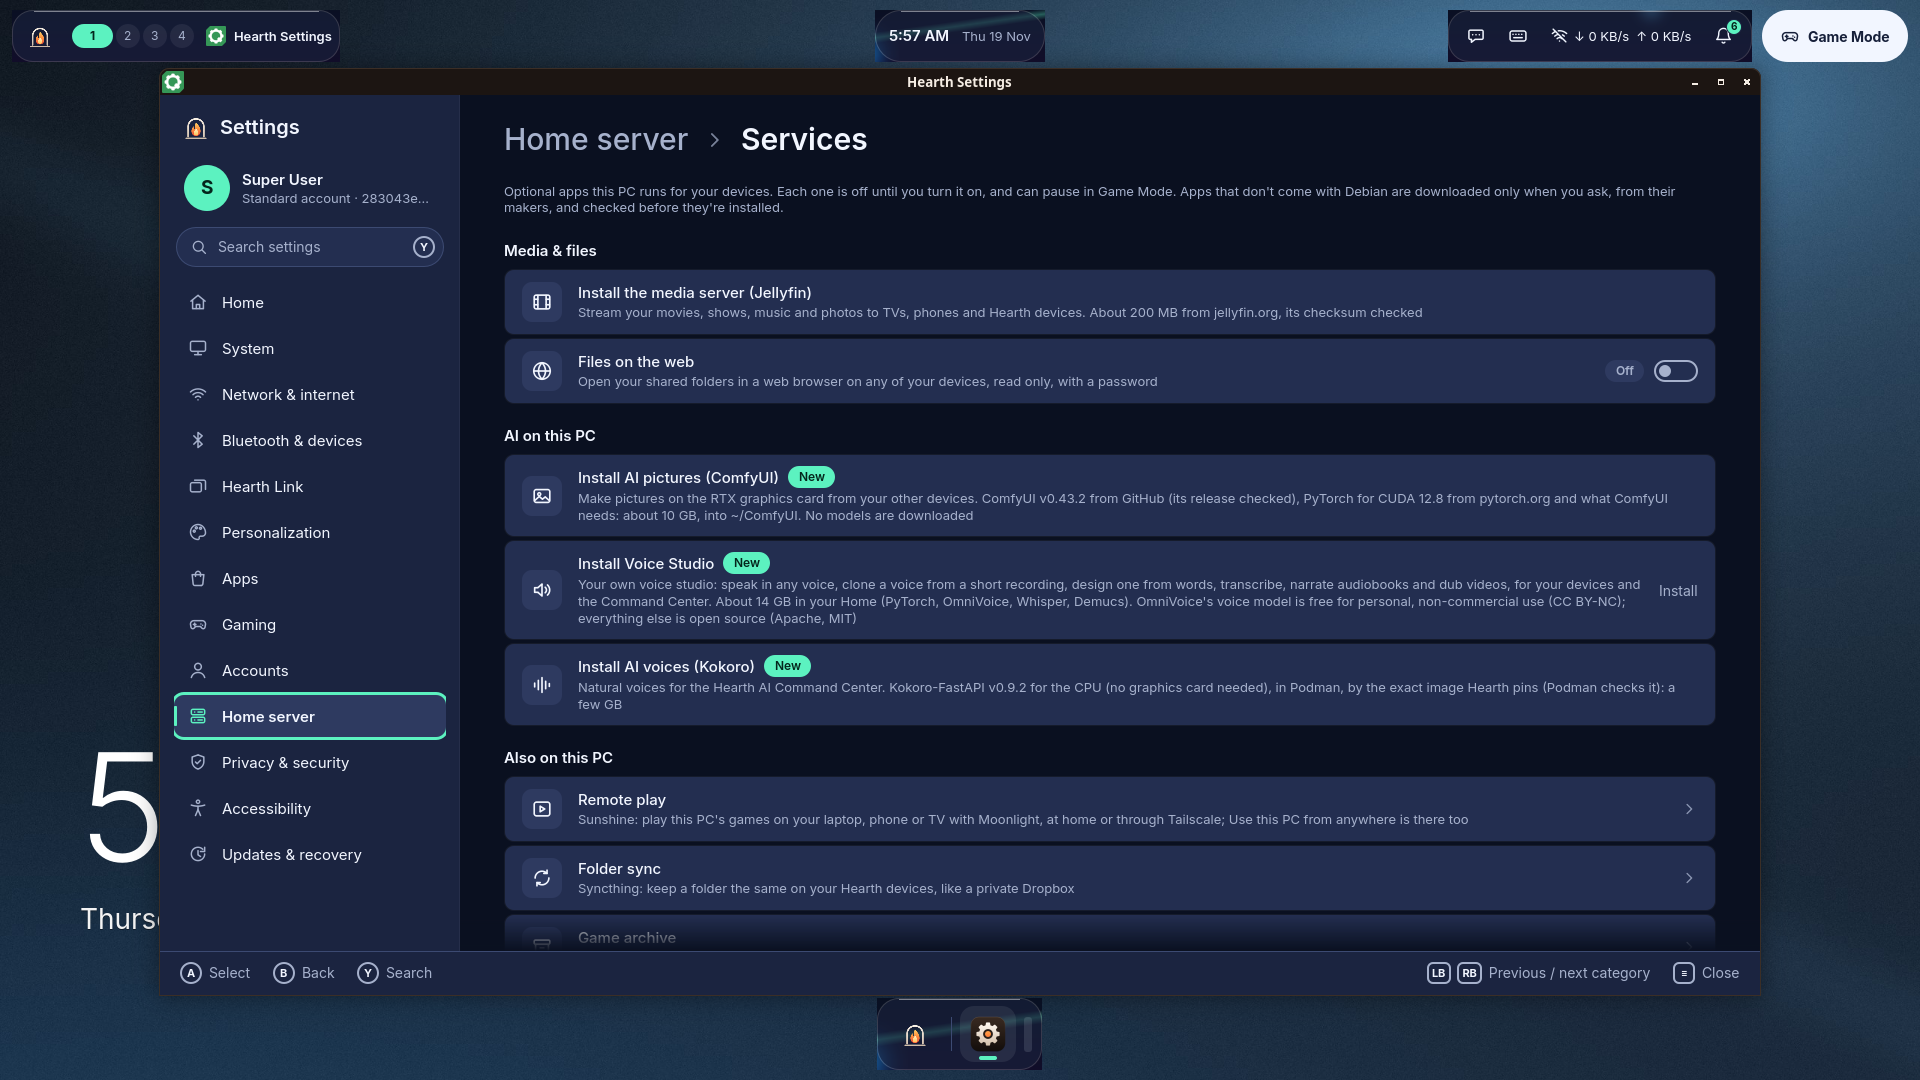 1 2 3 4 Hearth Settings
5:57 AM Thu 19 Nov
↓ 0 KB/s ↑ 0 KB/s 6
Game Mode
Hearth Settings
Settings
S
Super User
Standard account · 283043e...
Search settings Y
Home
System
Network & internet
Bluetooth & devices
Hearth Link
Personalization
Apps
Gaming
Accounts
Home server
Privacy & security
Accessibility
Updates & recovery
Home server > Services
Optional apps this PC runs for your devices. Each one is off until you turn it on, and can pause in Game Mode. Apps that don't come with Debian are downloaded only when you ask, from their
makers, and checked before they're installed.
Media & files
Install the media server (Jellyfin)
Stream your movies, shows, music and photos to TVs, phones and Hearth devices. About 200 MB from jellyfin.org, its checksum checked
Files on the web
Open your shared folders in a web browser on any of your devices, read only, with a password
Off
AI on this PC
Install AI pictures (ComfyUI) New
Make pictures on the RTX graphics card from your other devices. ComfyUI v0.43.2 from GitHub (its release checked), PyTorch for CUDA 12.8 from pytorch.org and what ComfyUI
needs: about 10 GB, into ~/ComfyUI. No models are downloaded
Install Voice Studio New
Your own voice studio: speak in any voice, clone a voice from a short recording, design one from words, transcribe, narrate audiobooks and dub videos, for your devices and
the Command Center. About 14 GB in your Home (PyTorch, OmniVoice, Whisper, Demucs). OmniVoice's voice model is free for personal, non-commercial use (CC BY-NC);
everything else is open source (Apache, MIT)
Install
Install AI voices (Kokoro) New
Natural voices for the Hearth AI Command Center. Kokoro-FastAPI v0.9.2 for the CPU (no graphics card needed), in Podman, by the exact image Hearth pins (Podman checks it): a
few GB
Also on this PC
Remote play
Sunshine: play this PC's games on your laptop, phone or TV with Moonlight, at home or through Tailscale; Use this PC from anywhere is there too
Folder sync
Syncthing: keep a folder the same on your Hearth devices, like a private Dropbox
Game archive
5
Thurs
A Select B Back Y Search
LB RB Previous / next category ≡ Close